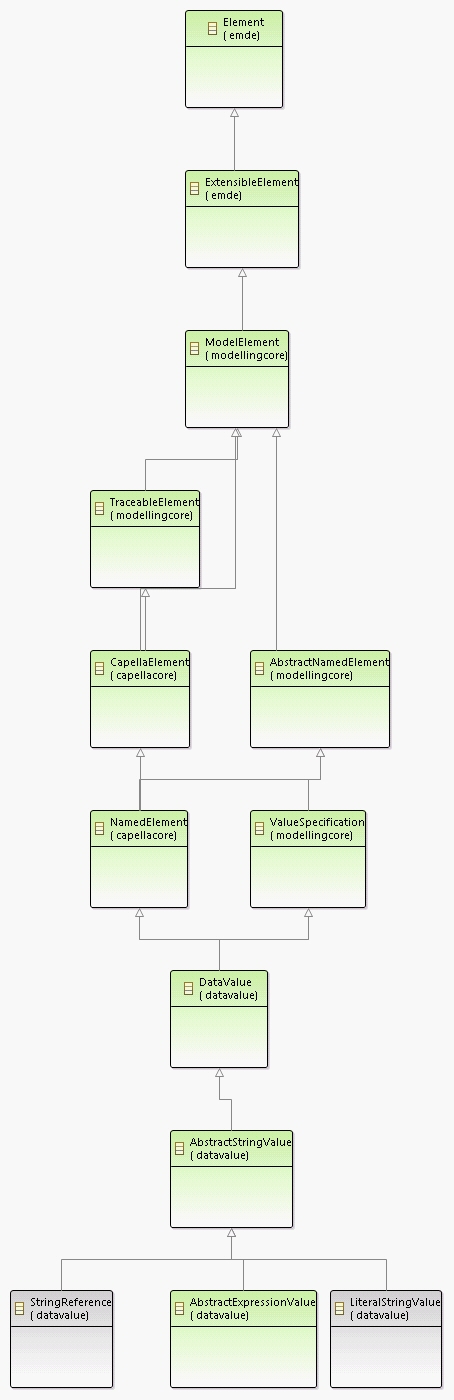 Element
( emde)
ExtensibleElement
( emde)
ModelElement
( modellingcore)
TraceableElement
( modellingcore)
CapellaElement
( capellacore)
AbstractNamedElement
( modellingcore)
NamedElement
( capellacore)
ValueSpecification
( modellingcore)
DataValue
( datavalue)
AbstractStringValue
( datavalue)
StringReference
( datavalue)
AbstractExpressionValue
( datavalue)
LiteralStringValue
( datavalue)